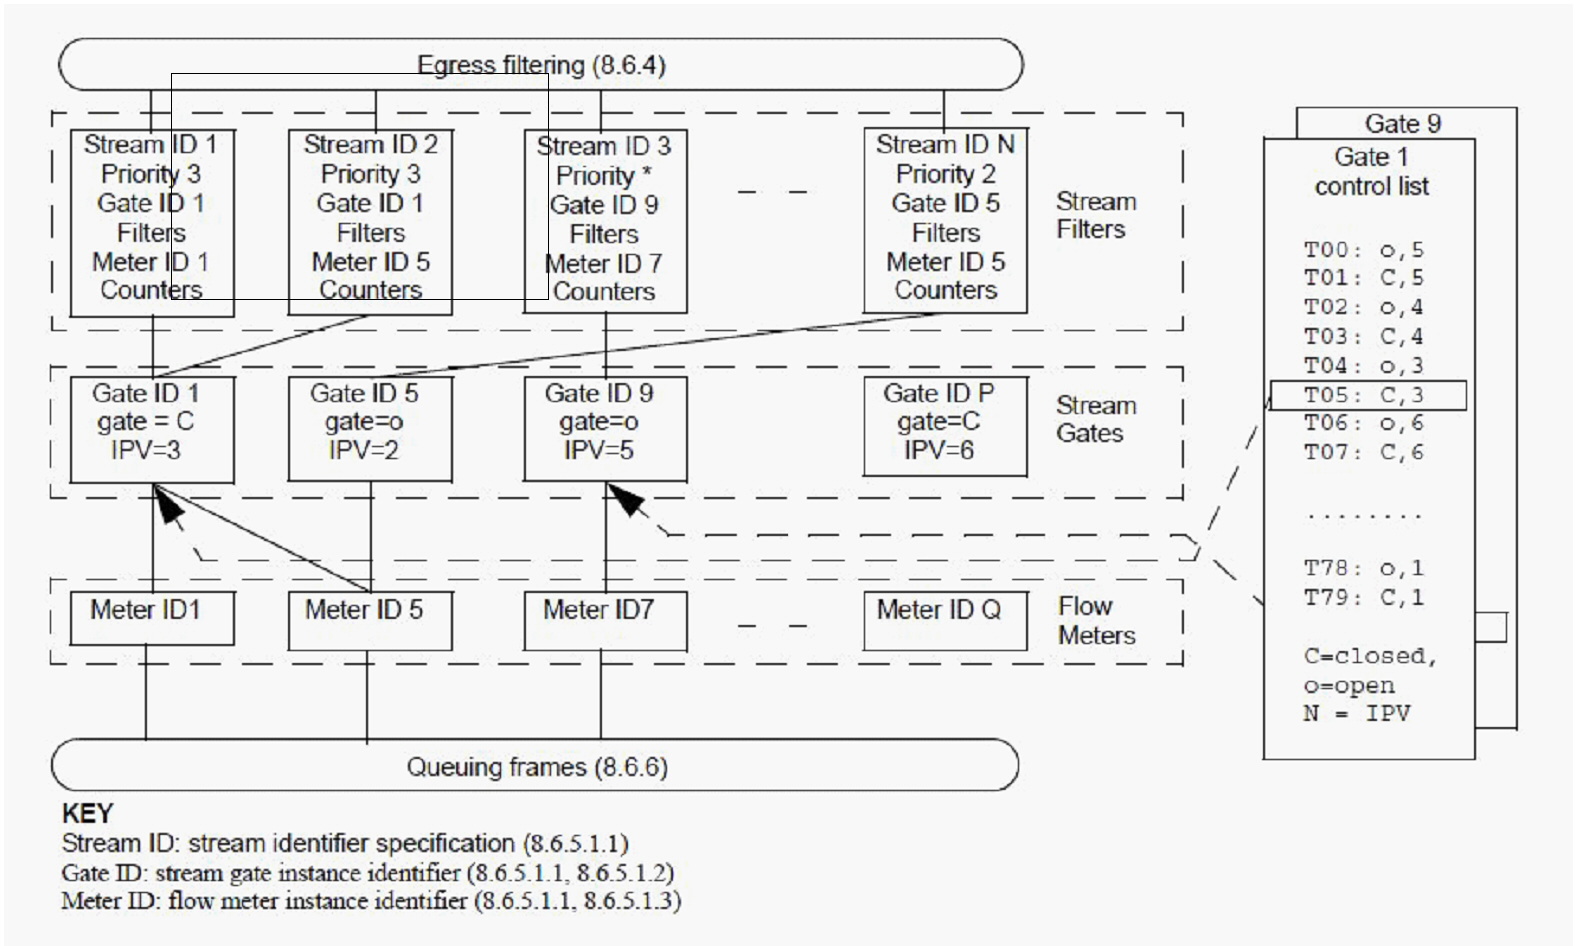 Egress filtering (8.6.4)
Stream ID 1
Priority 3
Gate ID 1
Filters
Meter ID 1
Counters
Stream ID 2
Priority 3
Gate ID 1
Filters
Meter ID 5
Counters
Stream ID 3
Priority *
Gate ID 9
Filters
Meter ID 7
Counters
Stream ID N
Priority 2
Gate ID 5
Filters
Meter ID 5
Counters
Stream
Filters
Gate ID 1
gate = C
IPV=3
Gate ID 5
gate=o
IPV=2
Gate ID 9
gate=o
IPV=5
Gate ID P
gate=C
IPV=6
Stream
Gates
Meter ID1
Meter ID 5
Meter ID7
Meter ID Q
Flow
Meters
Queuing frames (8.6.6)
Gate 9
Gate 1
control list
T00: o,5
T01: C,5
T02: o,4
T03: C,4
T04: o,3
T05: C,3
T06: o,6
T07: C,6
........
T78: o,1
T79: C,1
C=closed,
o=open
N = IPV
KEY
Stream ID: stream identifier specification (8.6.5.1.1)
Gate ID: stream gate instance identifier (8.6.5.1.1, 8.6.5.1.2)
Meter ID: flow meter instance identifier (8.6.5.1.1, 8.6.5.1.3)